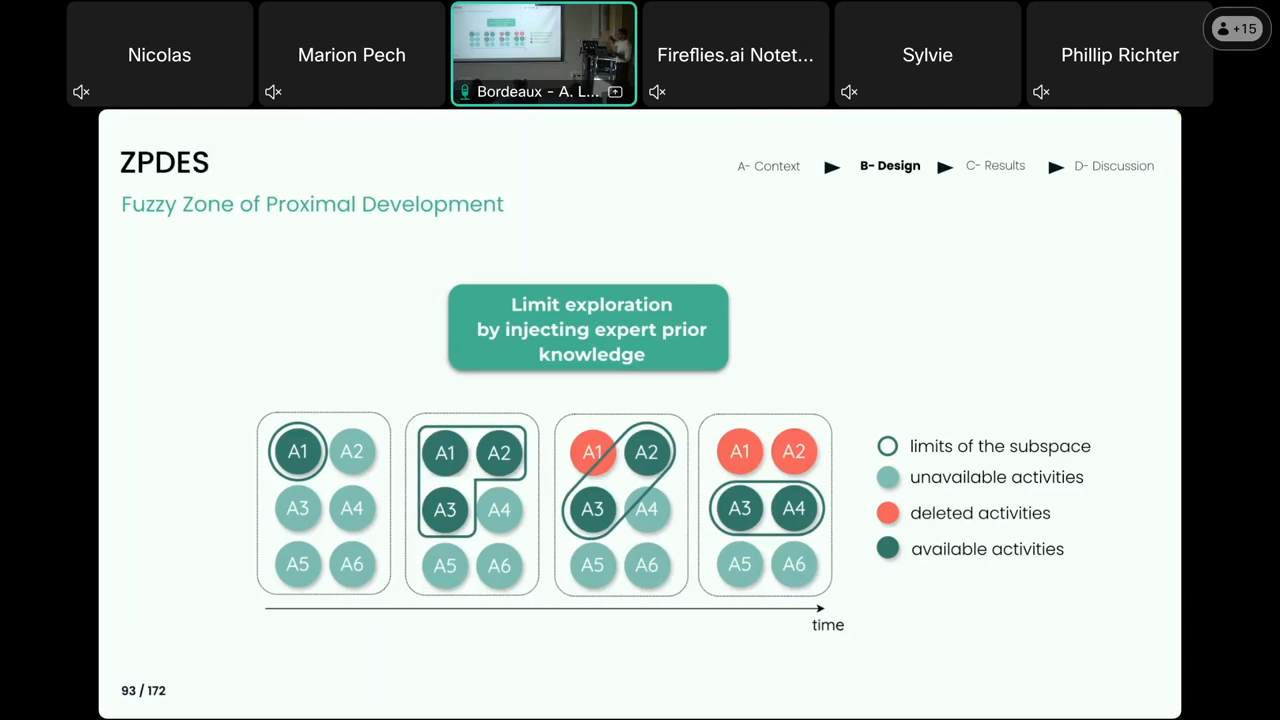 Nicolas
Marion Pech
Bordeaux - A. L...
Fireflies.ai Notet...
Sylvie
Phillip Richter
+15
ZPDES
A- Context
B- Design
C- Results
D- Discussion
Fuzzy Zone of Proximal Development
Limit exploration
by injecting expert prior
knowledge
A1 A2
A3 A4
A5 A6
A1 A2
A3 A4
A5 A6
A1 A2
A3 A4
A5 A6
A1 A2
A3 A4
A5 A6
limits of the subspace
unavailable activities
deleted activities
available activities
time
93 / 172